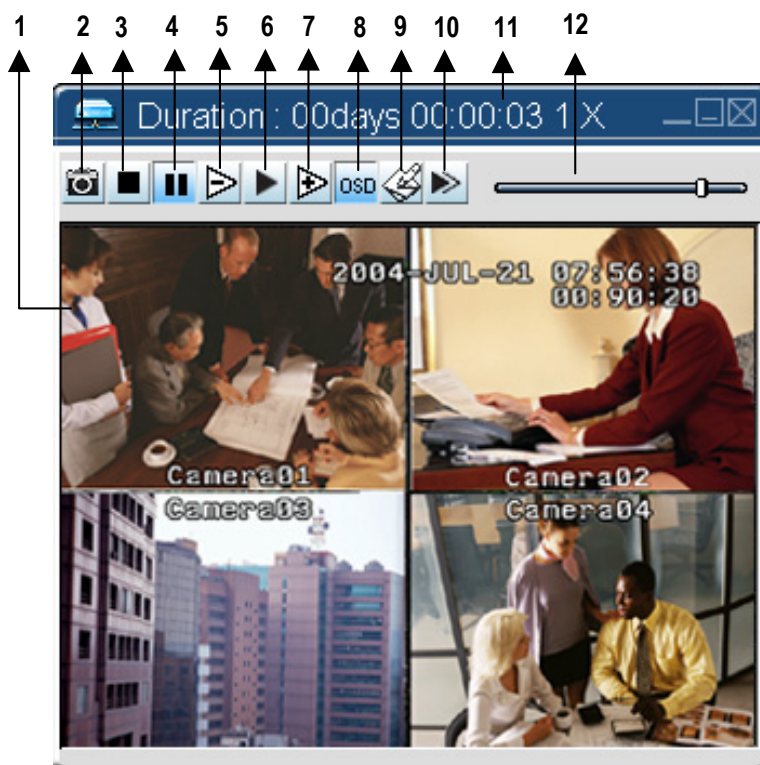 1 2 3 4 5 6 7 8 9 10 11 12
Duration : 00days 00:00:03 1 X
OSD
2004-JUL-21 07:56:38
00:90:20
Camera01
Camera02
Camera03
Camera04